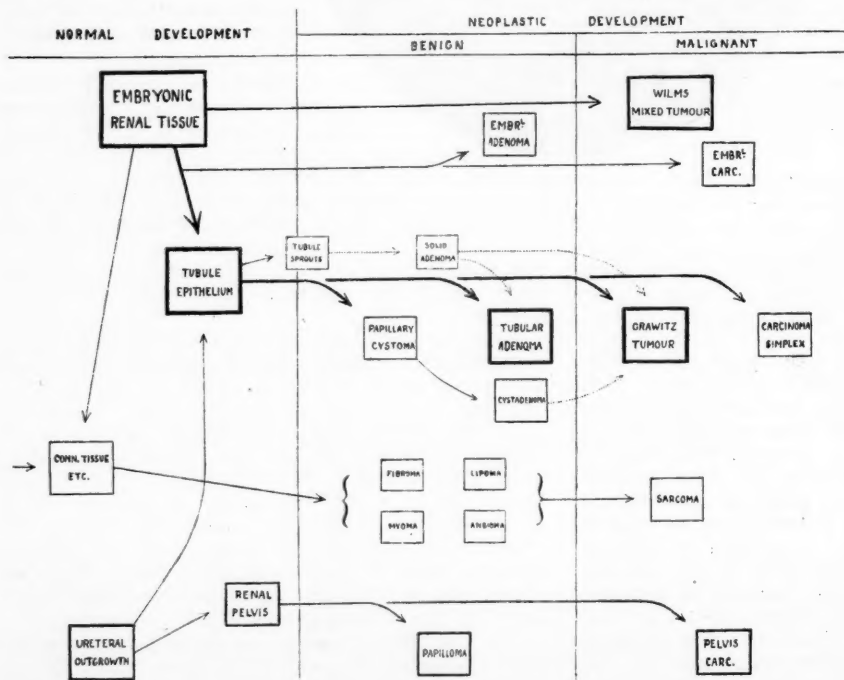 NEOPLASTIC DEVELOPMENT
NORMAL DEVELOPMENT
BENIGN
MALIGNANT
EMBRYONIC
RENAL TISSUE
WILMS
MIXED TUMOUR
EMBRL
ADENOMA
EMBRL
CARC.
TUBULE
SPROUTS
SOLID
ADENOMA
TUBULE
EPITHELIUM
PAPILLARY
CYSTOMA
TUBULAR
ADENOMA
GRAWITZ
TUMOUR
CARCINOMA
SIMPLEX
CYSTADENOMA
CONN. TISSUE
ETC.
FIBROMA
LIPOMA
MYOMA
ANGIOMA
SARCOMA
RENAL
PELVIS
URETERAL
OUTGROWTH
PAPILLOMA
PELVIS
CARC.